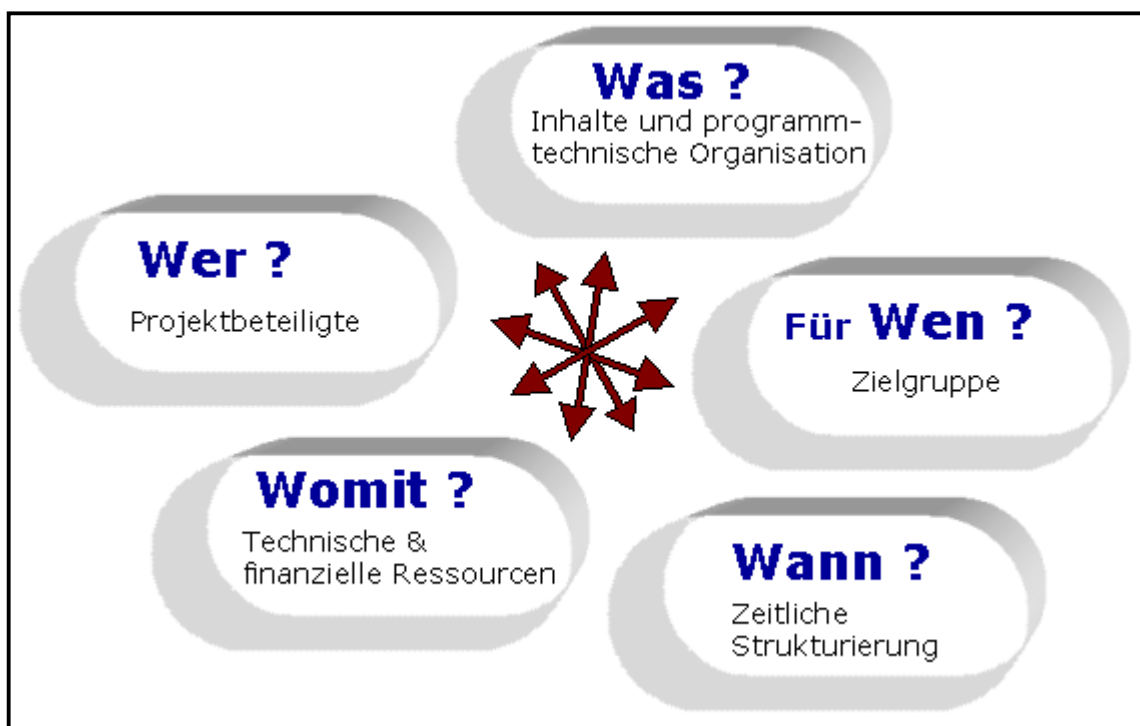 Was ?
Inhalte und programm-
technische Organisation
Wer ?
Projektbeteiligte
Für Wen ?
Zielgruppe
Womit ?
Technische &
finanzielle Ressourcen
Wann ?
Zeitliche
Strukturierung